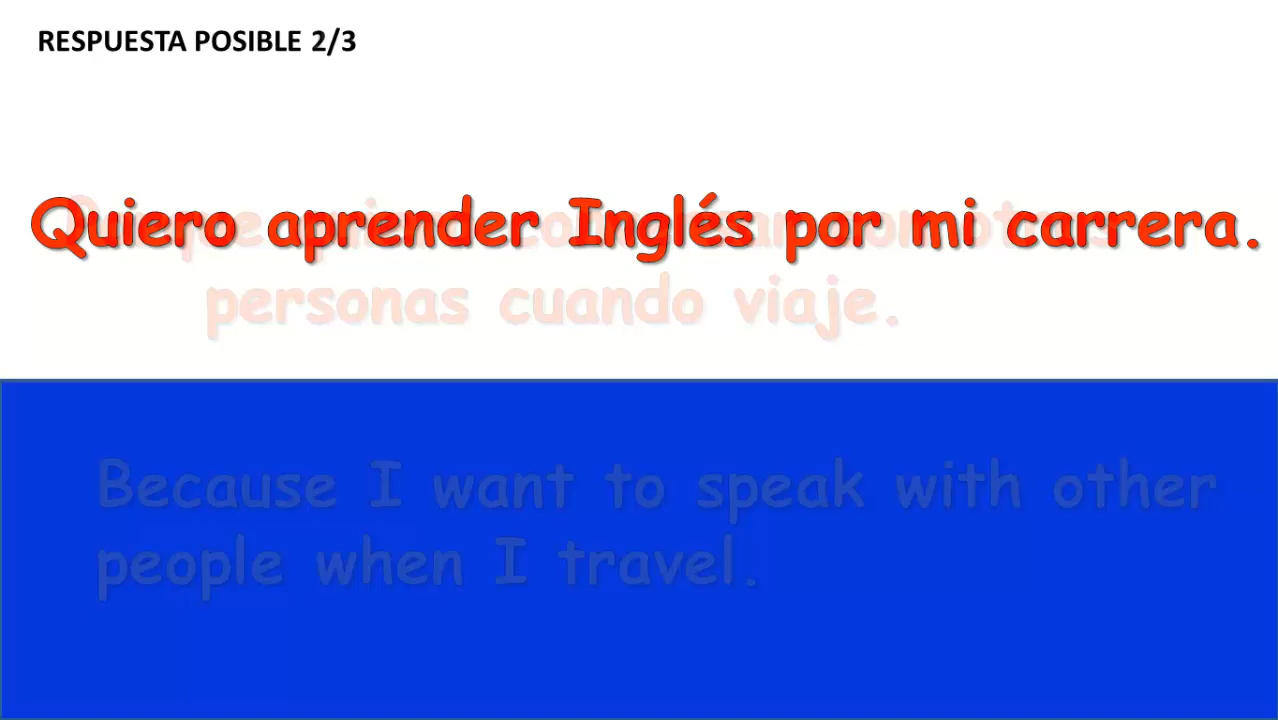 RESPUESTA POSIBLE 2/3
Quiero aprender Inglés por mi carrera.
personas cuando viaje.
Because I want to speak with other
people when I travel.